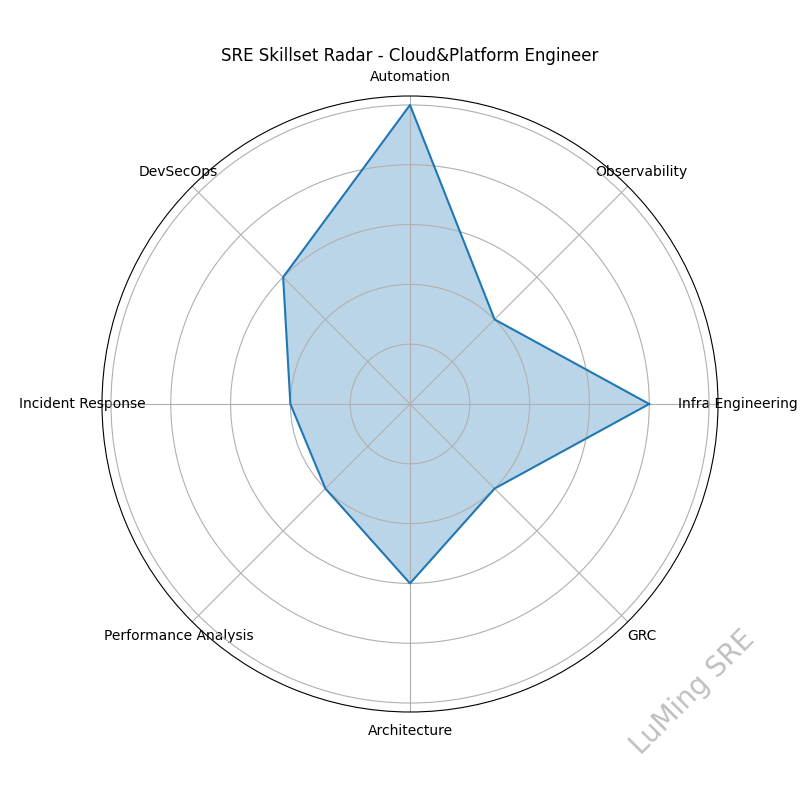 SRE Skillset Radar - Cloud&Platform Engineer
Automation
DevSecOps
Observability
Incident Response
Infra Engineering
Performance Analysis
GRC
Architecture
LuMing SRE